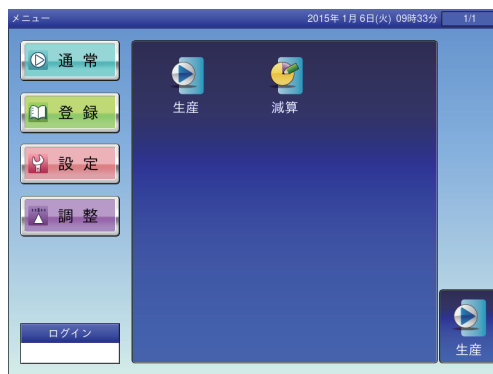 メニュー 2015年 1月 6日(火) 09時33分 1/1
通常
登録
設定
調整
生産 減算
ログイン
生産